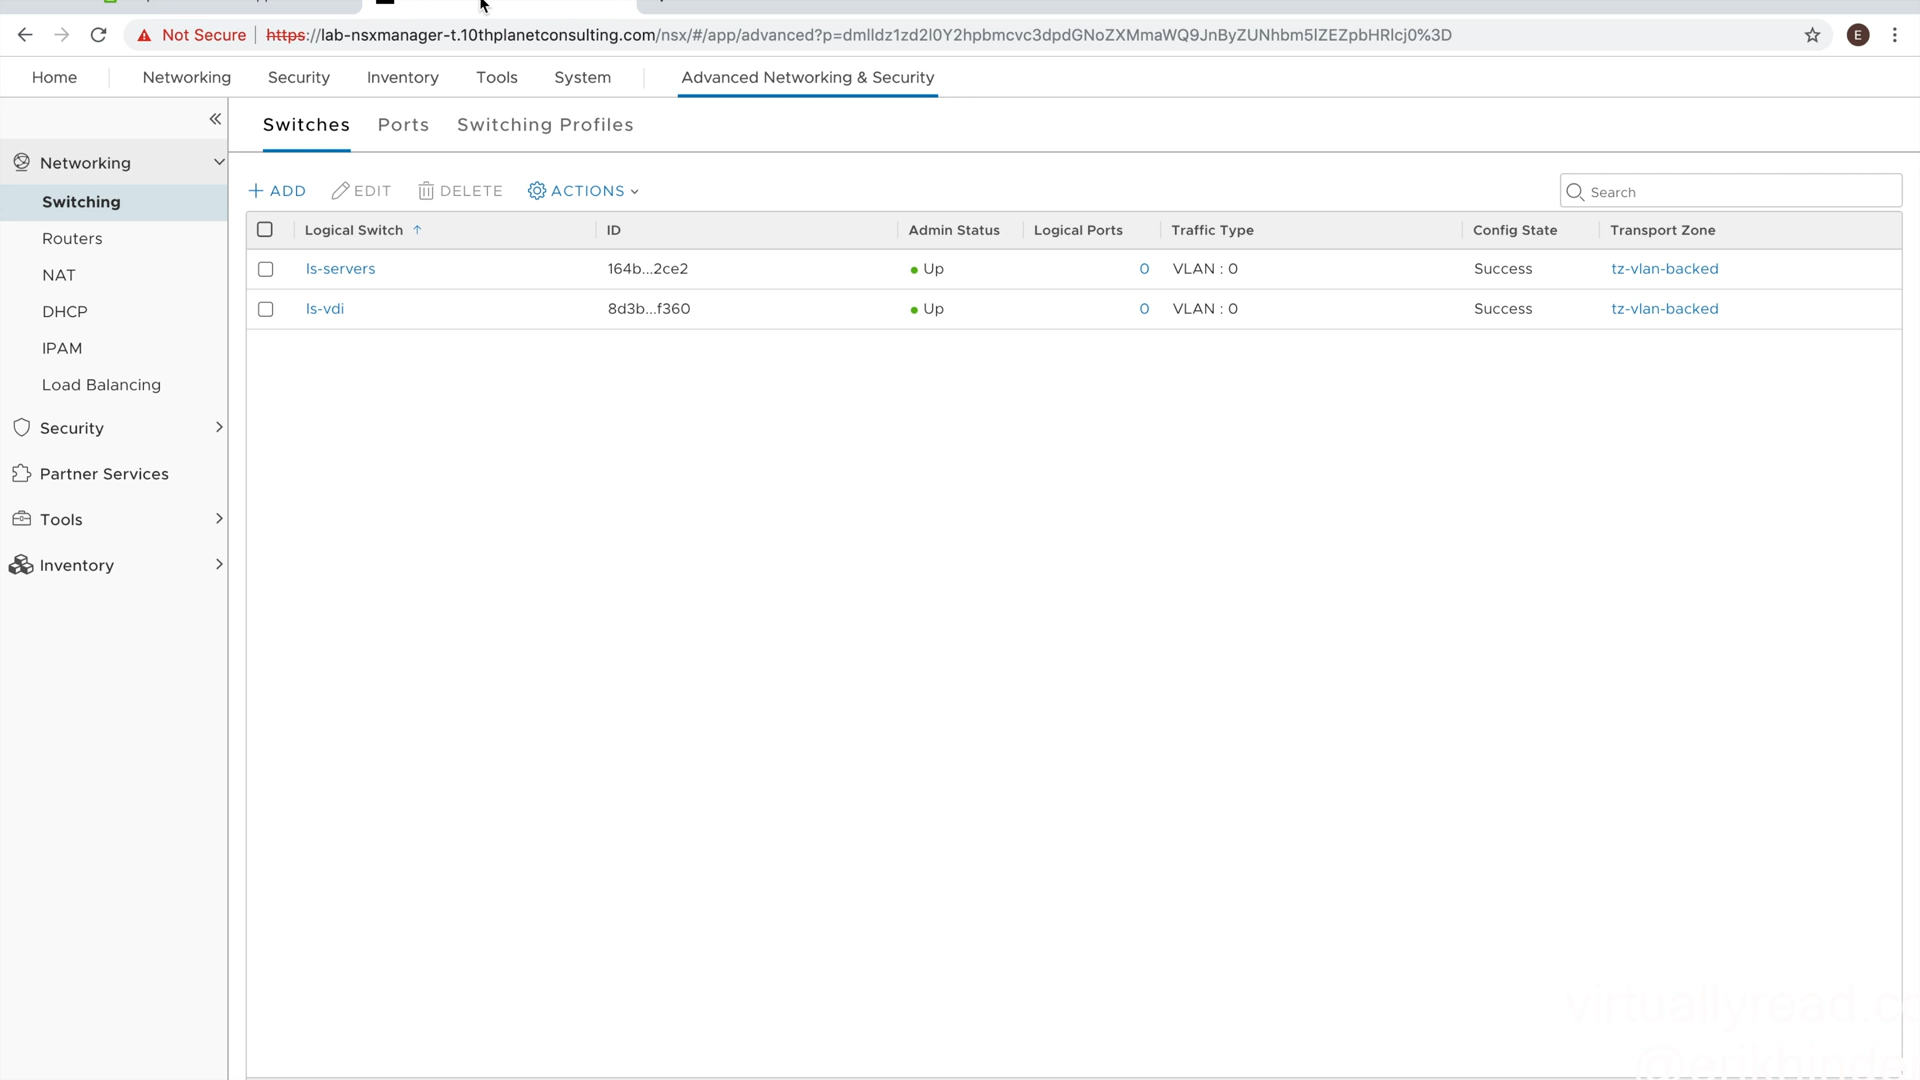 Not Secure
https://lab-nsxmanager-t.10thplanetconsulting.com/nsx/#/app/advanced?p=dmlldz1zd2l0Y2hpbmcvc3dpdGNoZXMmaWQ9JnByZUNhbm5lZEZpbHRlcj0%3D
E
Home Networking Security Inventory Tools System Advanced Networking & Security
Switches Ports Switching Profiles
Networking
Switching
Routers
NAT
DHCP
IPAM
Load Balancing
Security
Partner Services
Tools
Inventory
+ ADD EDIT DELETE ACTIONS
Search
Logical Switch ID Admin Status Logical Ports Traffic Type Config State Transport Zone
ls-servers 164b...2ce2 Up 0 VLAN : 0 Success tz-vlan-backed
ls-vdi 8d3b...f360 Up 0 VLAN : 0 Success tz-vlan-backed
virtuallyread.co